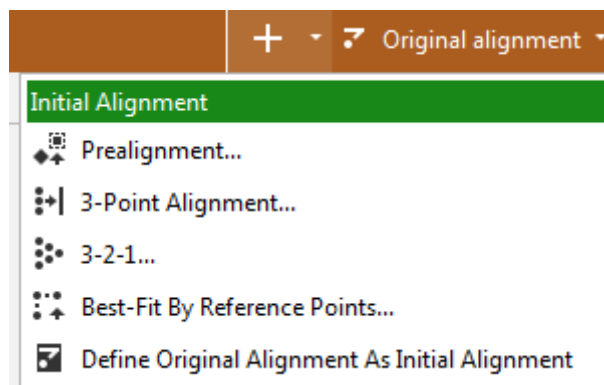 Original alignment
Initial Alignment
Prealignment...
3-Point Alignment...
3-2-1...
Best-Fit By Reference Points...
Define Original Alignment As Initial Alignment